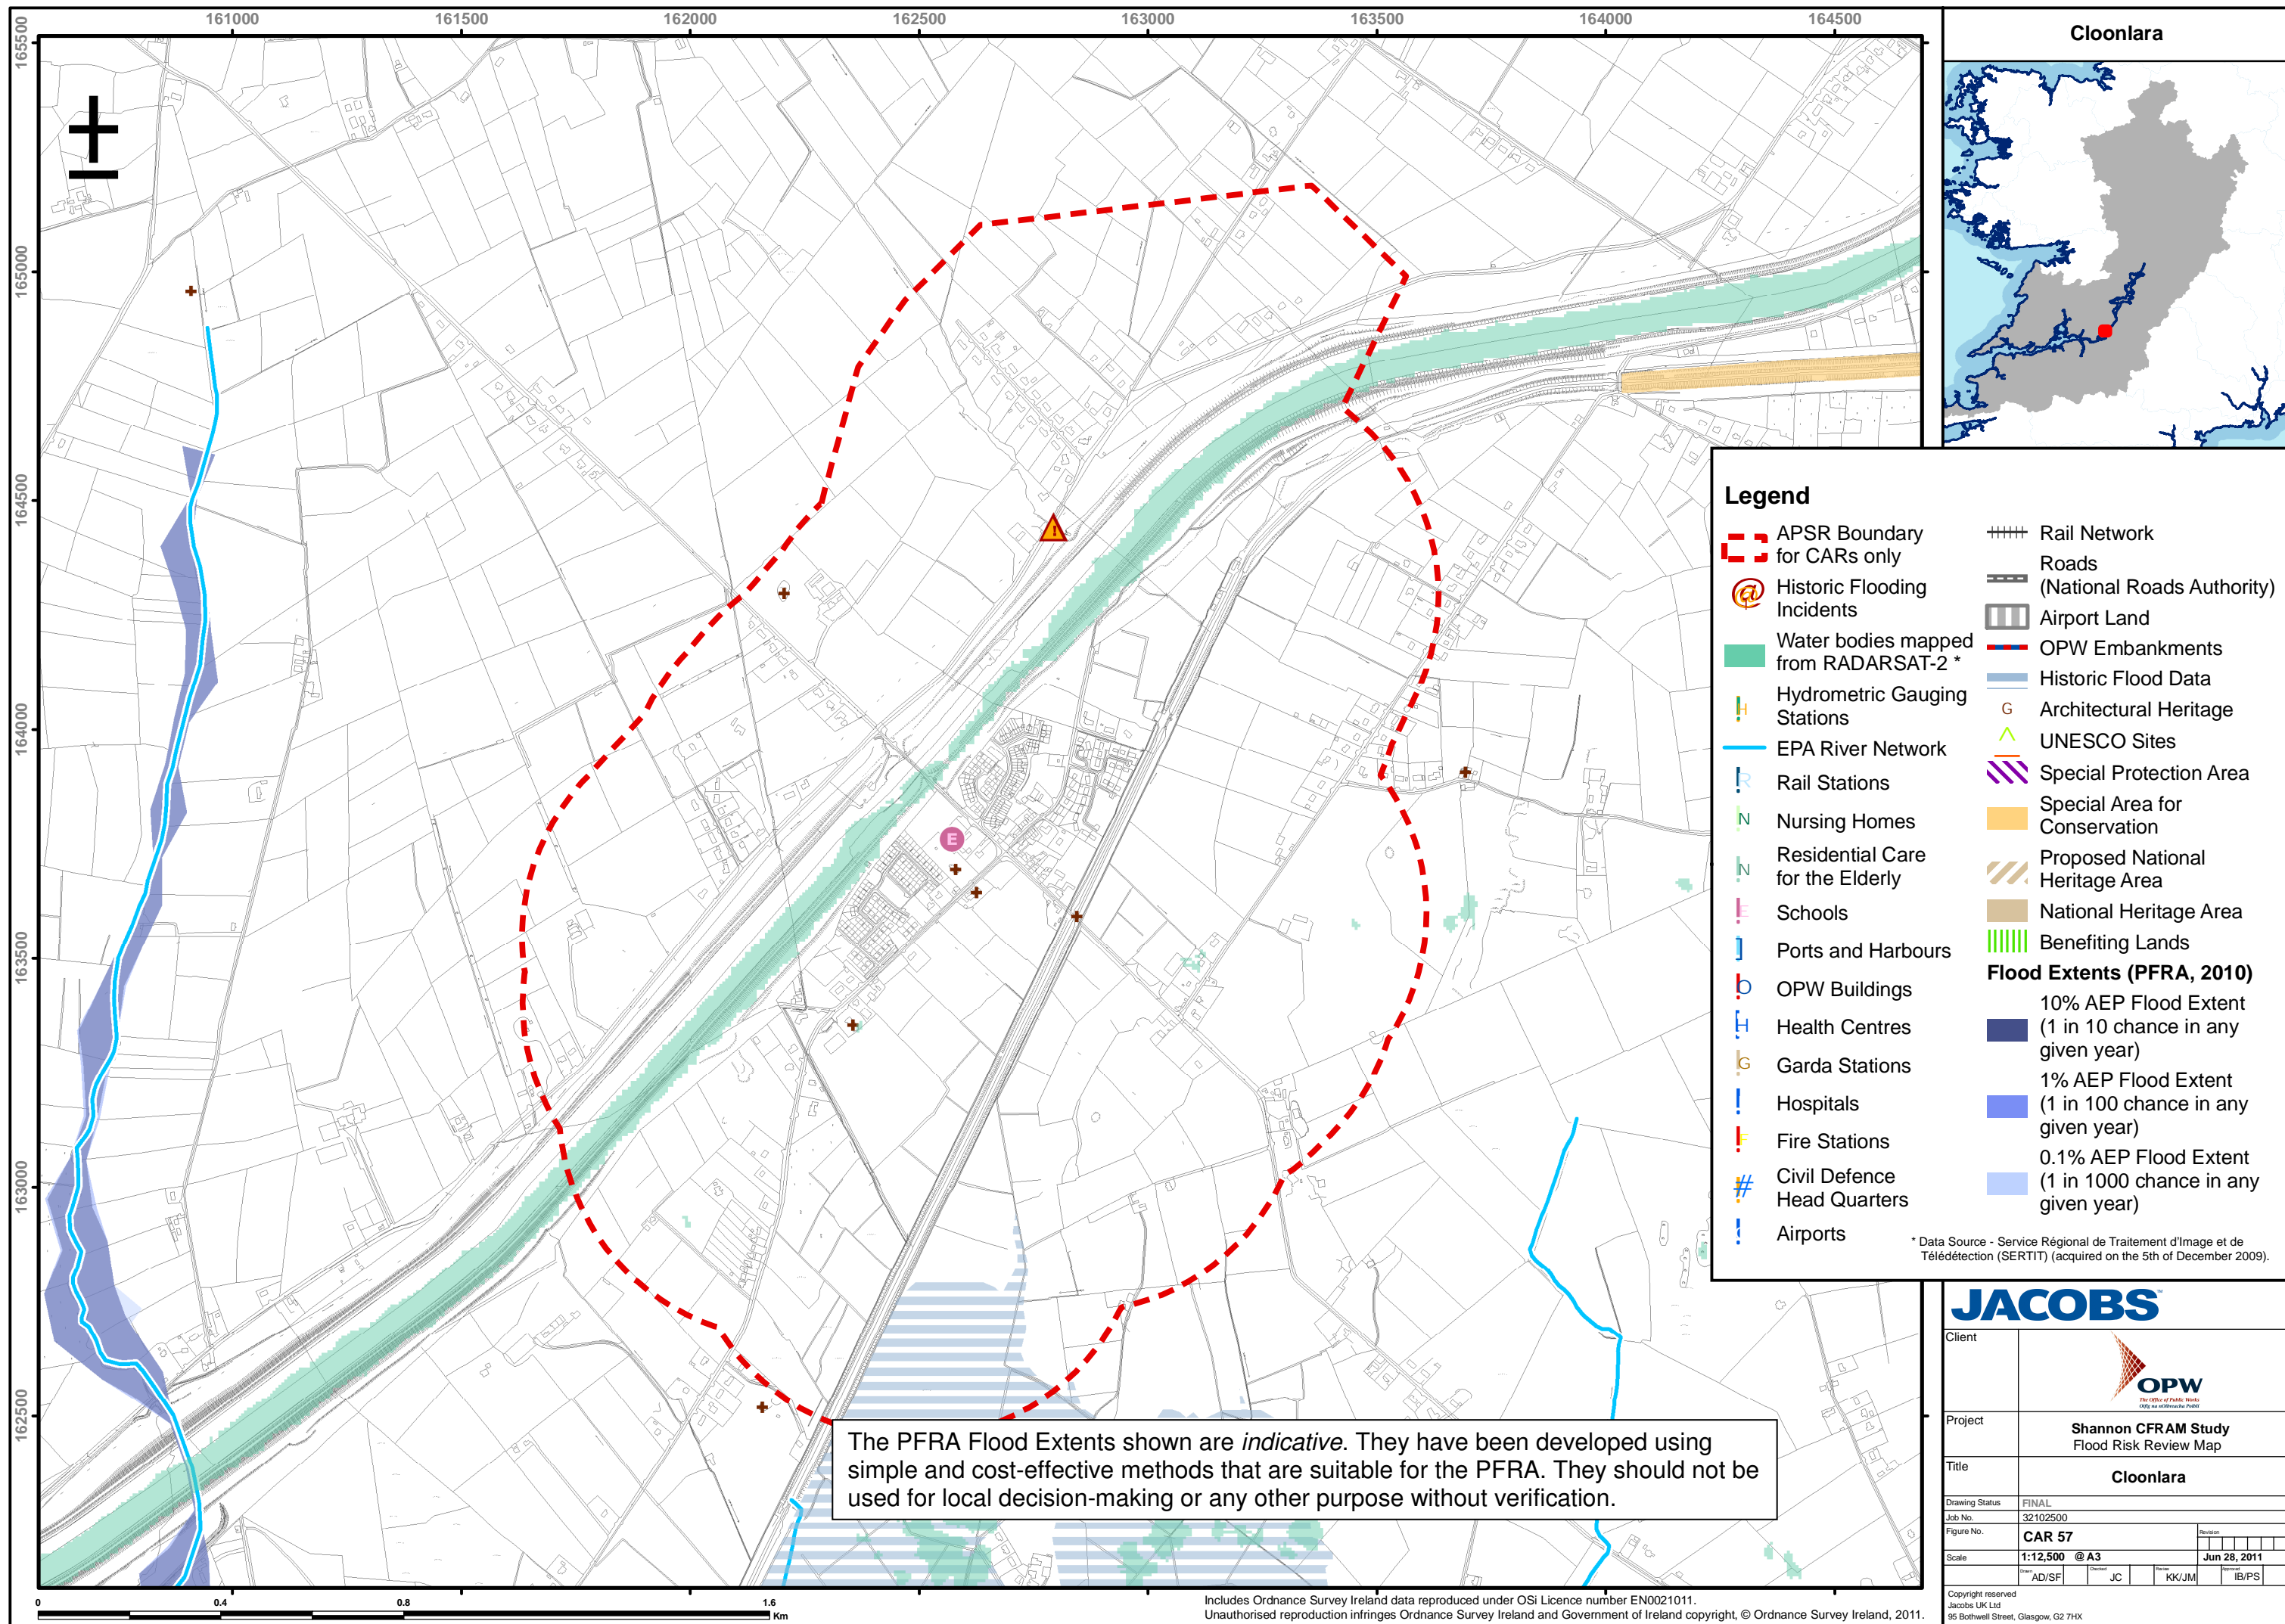 161000 161500 162000 162500 163000 163500 164000 164500
165500
165000
164500
164000
163500
163000
162500
E
Cloonlara
Legend
APSR Boundary
for CARs only
Historic Flooding
Incidents
Water bodies mapped
from RADARSAT-2 *
Hydrometric Gauging
Stations
EPA River Network
Rail Stations
Nursing Homes
Residential Care
for the Elderly
Schools
Ports and Harbours
OPW Buildings
Health Centres
Garda Stations
Hospitals
Fire Stations
Civil Defence
Head Quarters
Airports
Rail Network
Roads
(National Roads Authority)
Airport Land
OPW Embankments
Historic Flood Data
G Architectural Heritage
UNESCO Sites
Special Protection Area
Special Area for
Conservation
Proposed National
Heritage Area
National Heritage Area
Benefiting Lands
Flood Extents (PFRA, 2010)
10% AEP Flood Extent
(1 in 10 chance in any
given year)
1% AEP Flood Extent
(1 in 100 chance in any
given year)
0.1% AEP Flood Extent
(1 in 1000 chance in any
given year)
* Data Source - Service Régional de Traitement d'Image et de
Télédétection (SERTIT) (acquired on the 5th of December 2009).
The PFRA Flood Extents shown are indicative. They have been developed using
simple and cost-effective methods that are suitable for the PFRA. They should not be
used for local decision-making or any other purpose without verification.
JACOBS
Client
OPW
The Office of Public Works
Oifig na nOibreacha Poiblí
Project
Shannon CFRAM Study
Flood Risk Review Map
Title
Cloonlara
Drawing Status FINAL
Job No. 32102500
Figure No. CAR 57 Revision
Scale 1:12,500 @ A3 Jun 28, 2011
Drawn AD/SF Checked JC Review KK/JM Approved IB/PS
Copyright reserved
Jacobs UK Ltd
95 Bothwell Street, Glasgow, G2 7HX
0 0.4 0.8 1.6
Km
Includes Ordnance Survey Ireland data reproduced under OSi Licence number EN0021011.
Unauthorised reproduction infringes Ordnance Survey Ireland and Government of Ireland copyright, © Ordnance Survey Ireland, 2011.